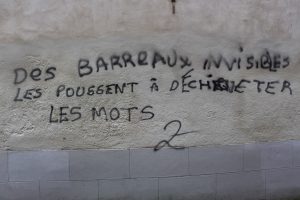 Des BARREAUX iNViSiBLES
LES POUSSENT À DÉCHiQUETER
LES MOTS
2